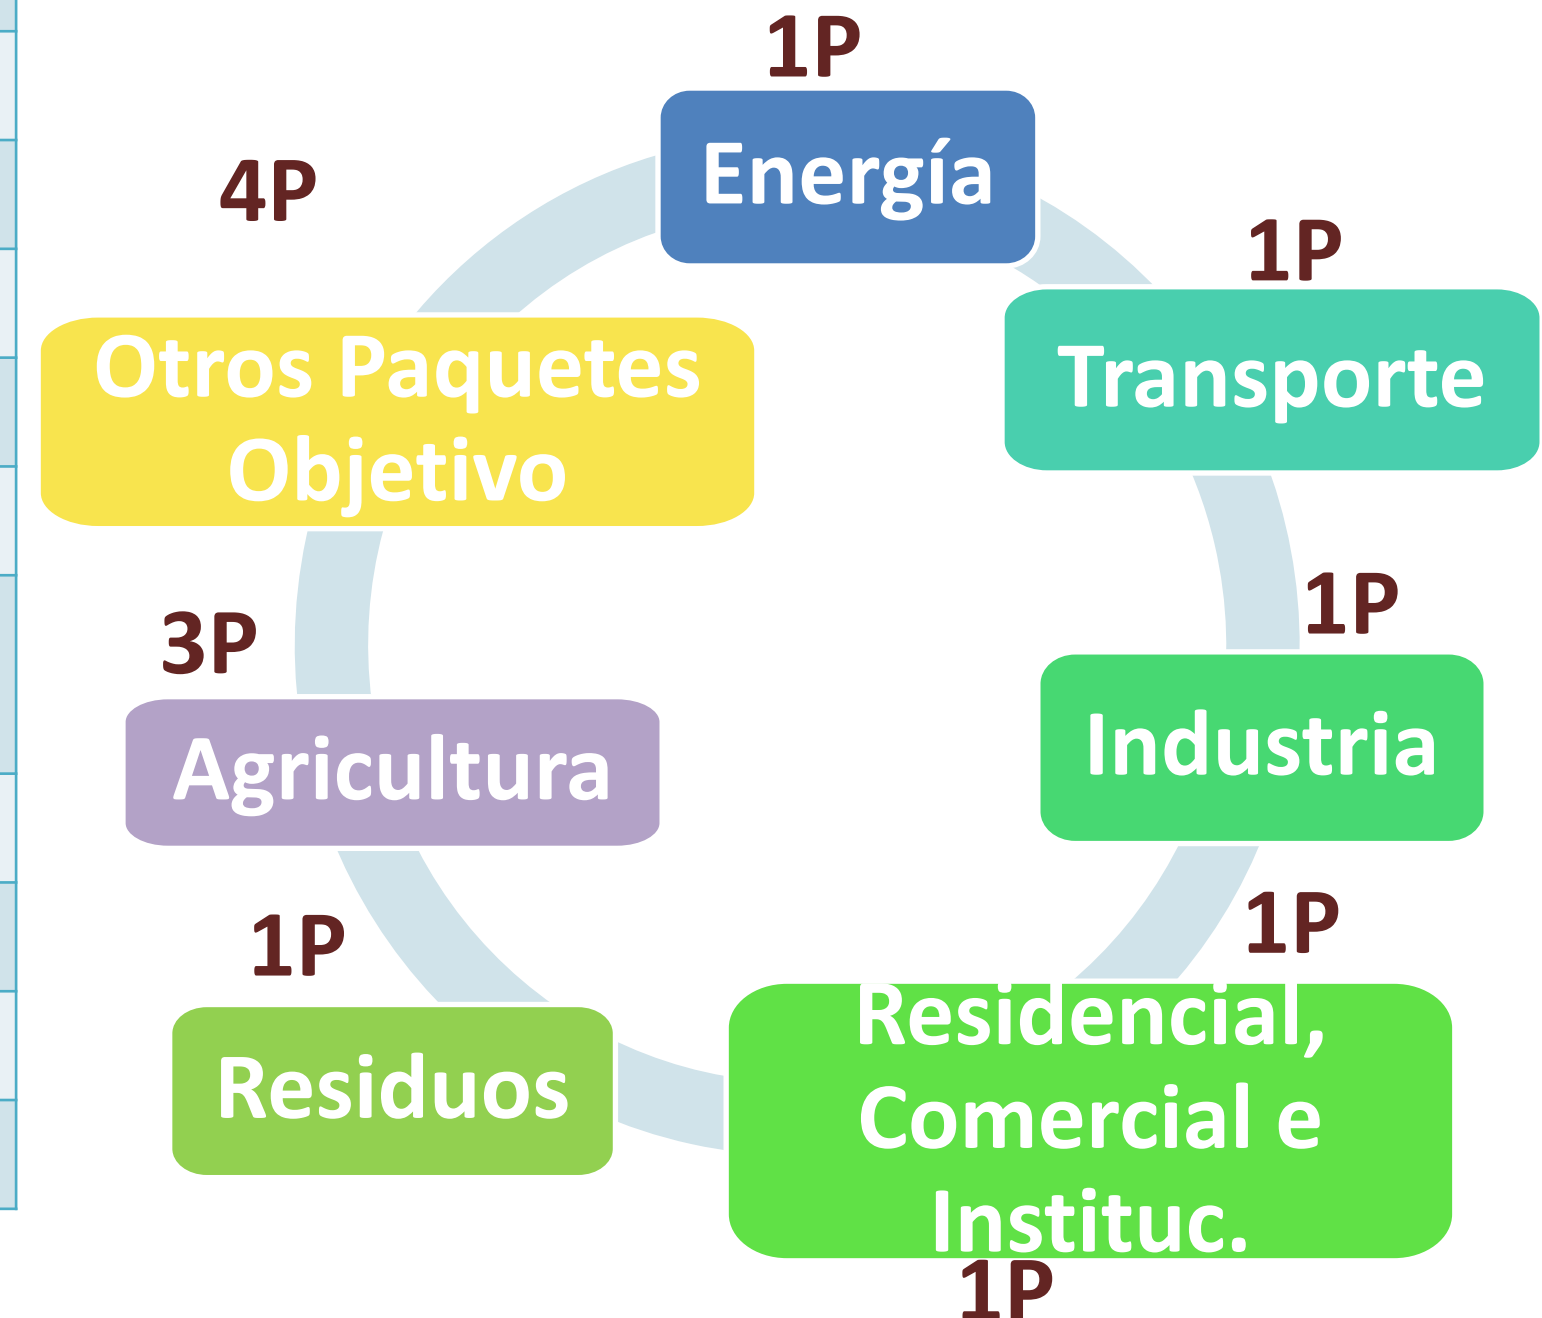 1P
Energía
4P
1P
Transporte
Otros Paquetes
Objetivo
1P
Industria
3P
Agricultura
1P
Residencial,
Comercial e
Instituc.
1P
Residuos
1P